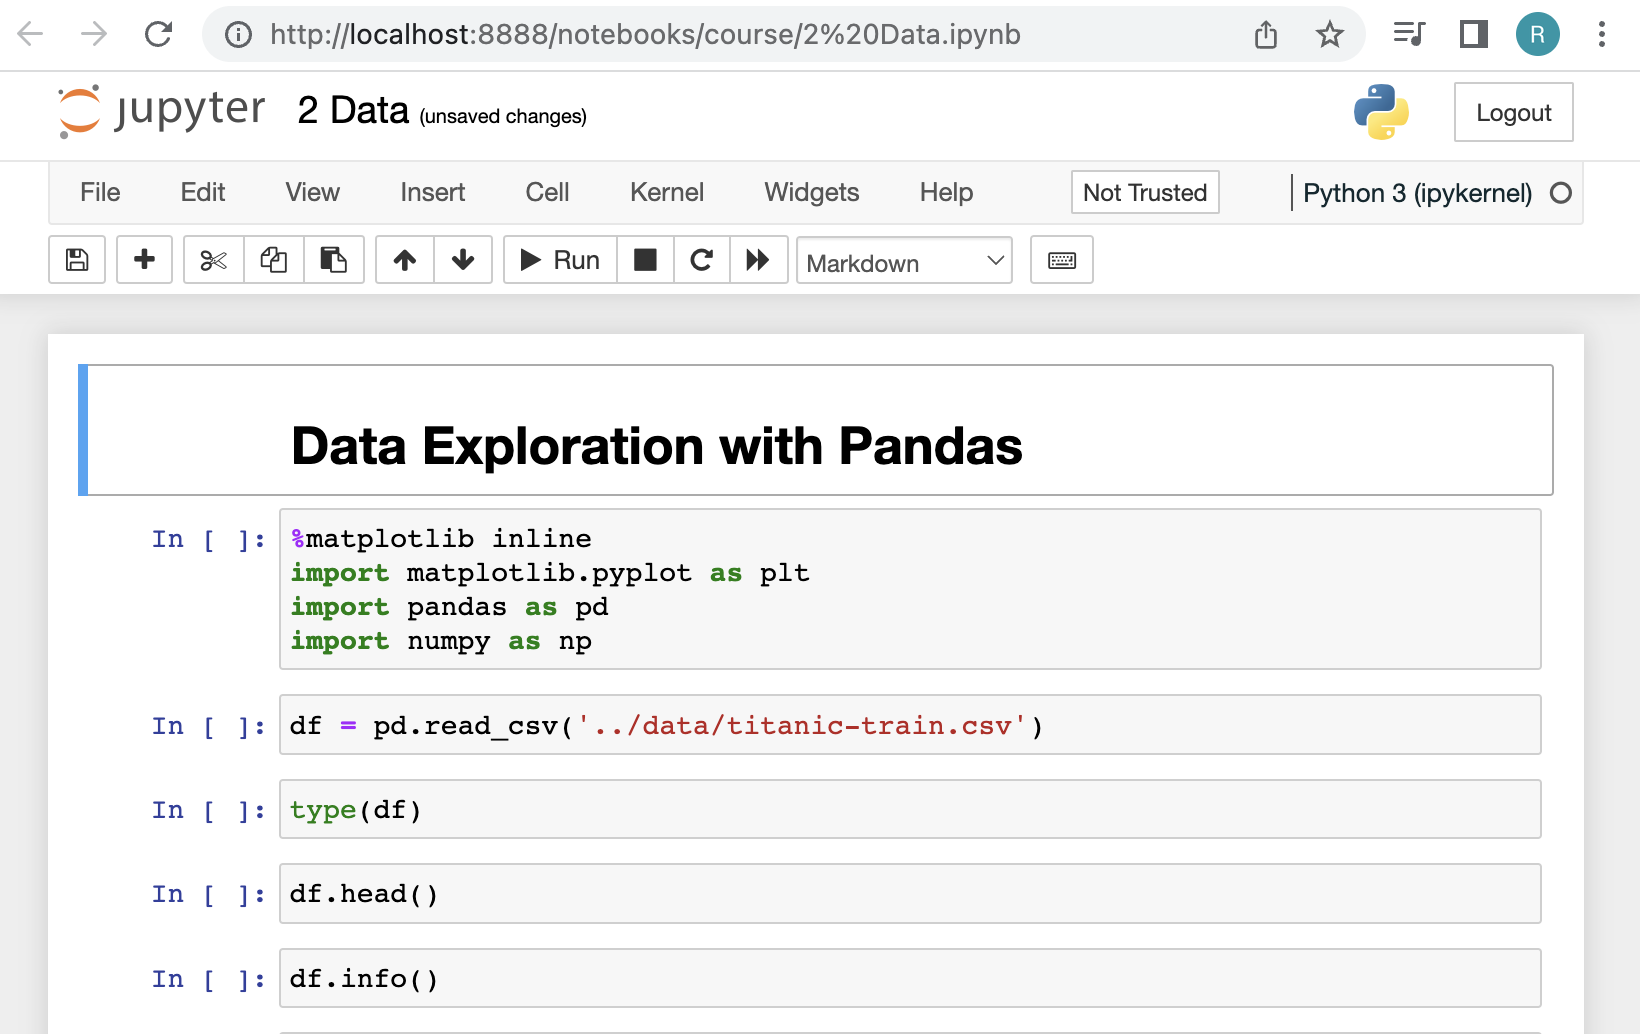 http://localhost:8888/notebooks/course/2%20Data.ipynb
R
jupyter 2 Data (unsaved changes)
Logout
File Edit View Insert Cell Kernel Widgets Help Not Trusted Python 3 (ipykernel)
Run Markdown
Data Exploration with Pandas
In [ ]: %matplotlib inline
import matplotlib.pyplot as plt
import pandas as pd
import numpy as np
In [ ]: df = pd.read_csv('../data/titanic-train.csv')
In [ ]: type(df)
In [ ]: df.head()
In [ ]: df.info()